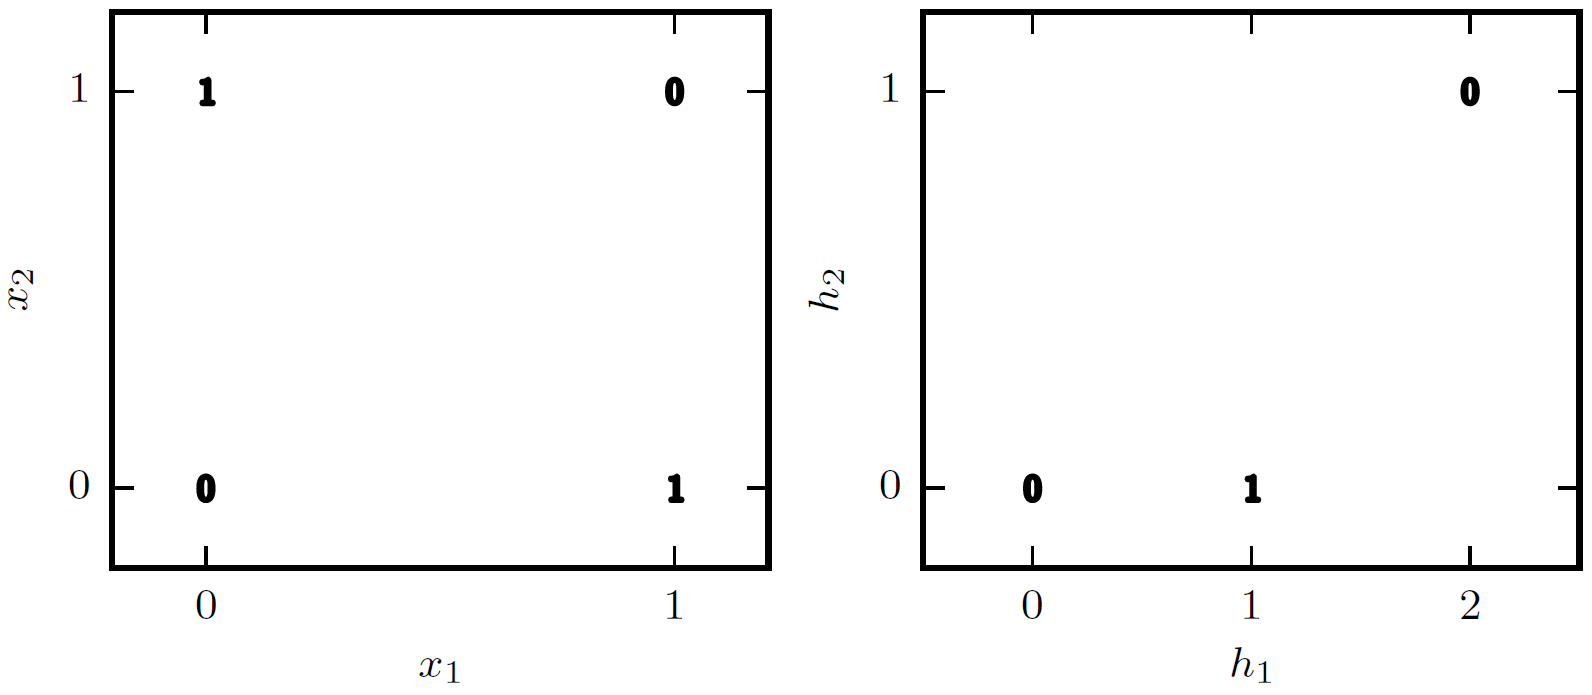 1 1 0 1 0
x₂ h₂
0 0 1 0 0 1
0 1 0 1 2
x₁ h₁